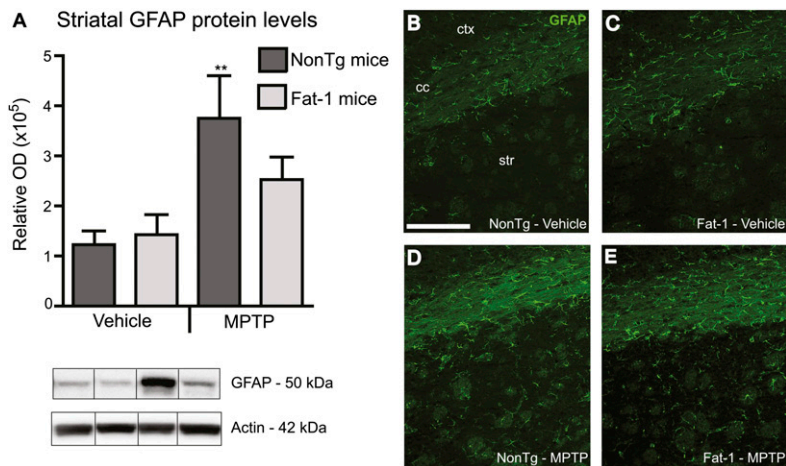 A Striatal GFAP protein levels
NonTg mice
Fat-1 mice
**
Relative OD (x10⁵)
5
4
3
2
1
0
Vehicle MPTP
GFAP - 50 kDa
Actin - 42 kDa
B ctx GFAP
cc
str
NonTg - Vehicle
C
Fat-1 - Vehicle
D
NonTg - MPTP
E
Fat-1 - MPTP